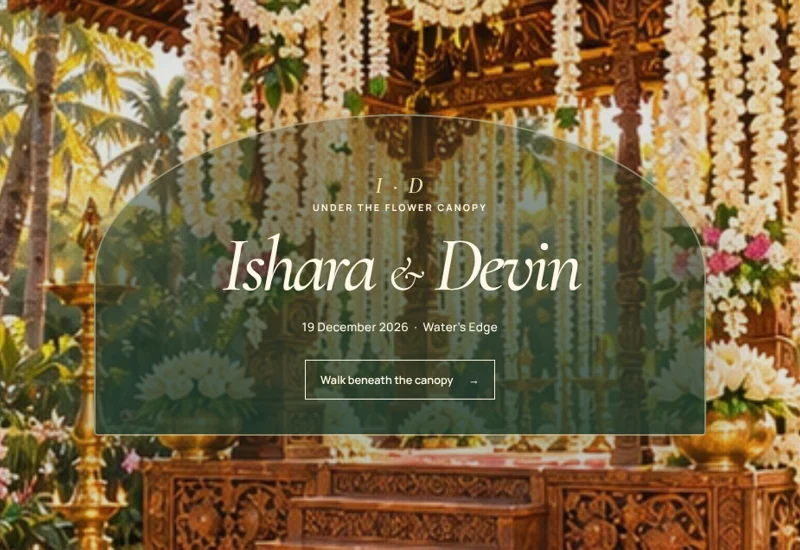 I · D
UNDER THE FLOWER CANOPY
Ishara & Devin
19 December 2026 · Water's Edge
Walk beneath the canopy →